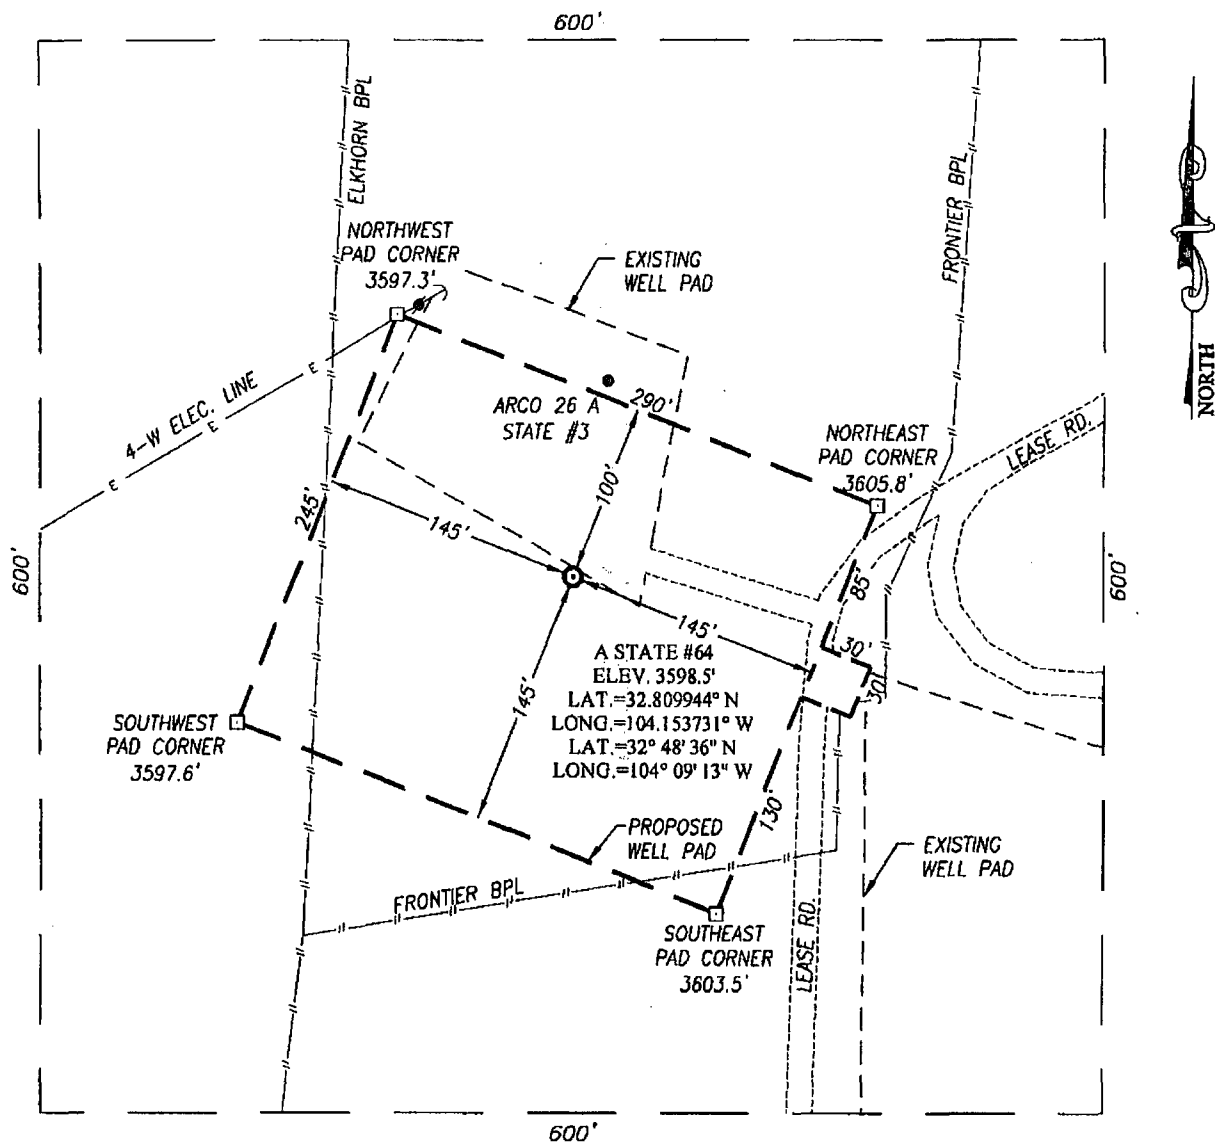 600'
ELKHORN BPL
FRONTIER BPL
NORTHWEST
PAD CORNER
3597.3'
EXISTING
WELL PAD
NORTH
4-W ELEC. LINE
E
E
E
ARCO 26 A
STATE #3
290'
LEASE RD.
NORTHEAST
PAD CORNER
3605.8'
100'
245'
145'
600'
600'
85'
145'
30'
30'
A STATE #64
ELEV. 3598.5'
LAT.=32.809944° N
LONG.=104.153731° W
LAT.=32° 48' 36" N
LONG.=104° 09' 13" W
145'
SOUTHWEST
PAD CORNER
3597.6'
130'
PROPOSED
WELL PAD
EXISTING
WELL PAD
FRONTIER BPL
SOUTHEAST
PAD CORNER
3603.5'
LEASE RD.
600'